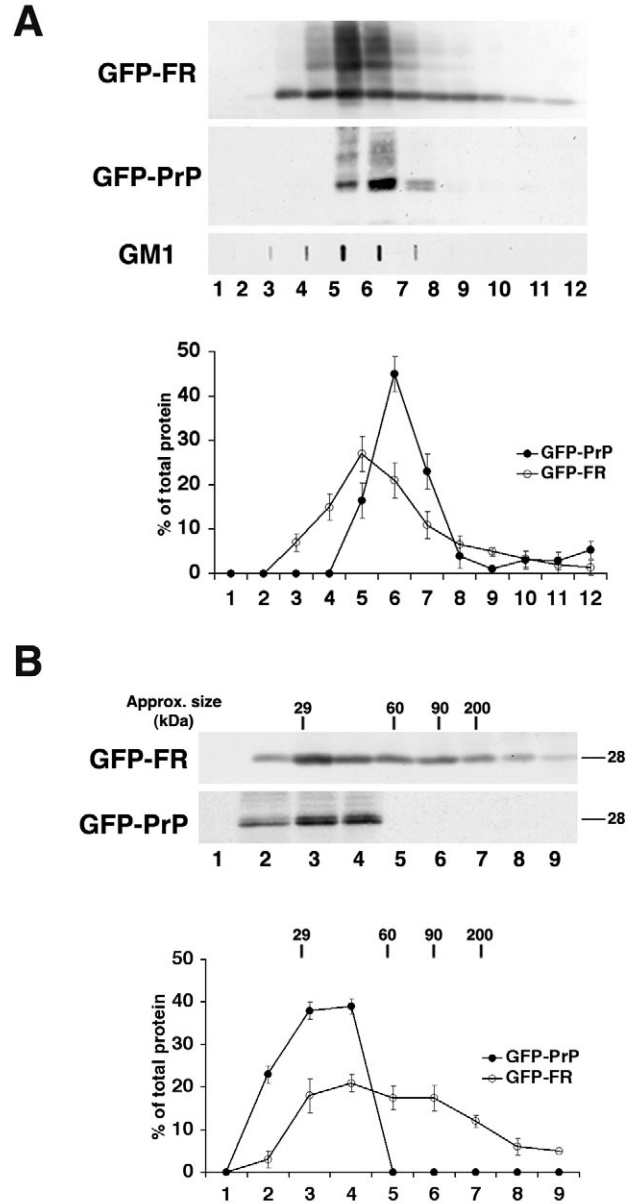 A
GFP-FR
GFP-PrP
GM1
1 2 3 4 5 6 7 8 9 10 11 12
50
40
30
20
10
0
% of total protein
GFP-PrP
GFP-FR
1 2 3 4 5 6 7 8 9 10 11 12
B
Approx. size
(kDa)
29 60 90 200
GFP-FR
28
GFP-PrP
28
1 2 3 4 5 6 7 8 9
29 60 90 200
50
40
30
20
10
0
% of total protein
GFP-PrP
GFP-FR
1 2 3 4 5 6 7 8 9